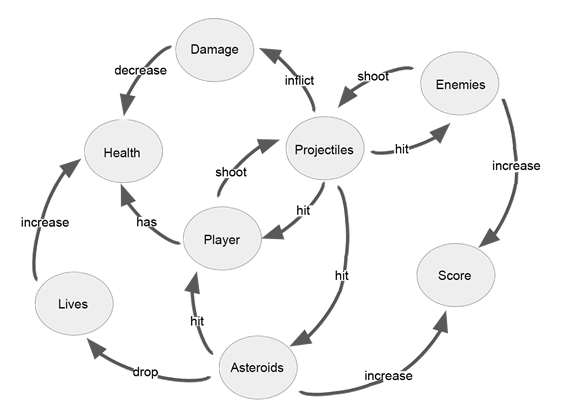 Damage
decrease
inflict
shoot
Enemies
Health
shoot
Projectiles
hit
increase
increase
has
Player
hit
hit
Score
Lives
hit
drop
Asteroids
increase